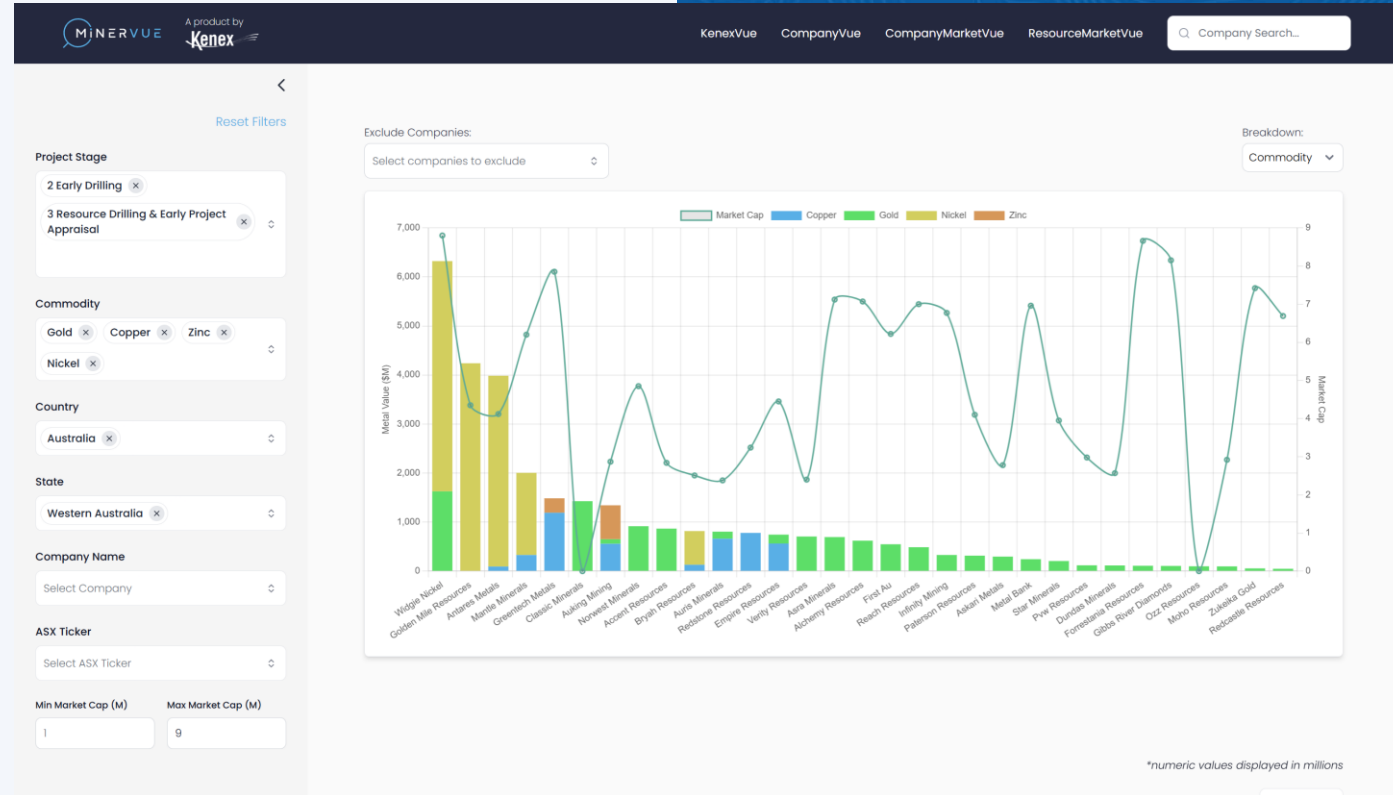 MiNERVUE
A product by
Kenex
KenexVue CompanyVue CompanyMarketVue ResourceMarketVue
Company Search...
Reset Filters
Project Stage
2 Early Drilling
3 Resource Drilling & Early Project
Appraisal
Commodity
Gold Copper Zinc
Nickel
Country
Australia
State
Western Australia
Company Name
Select Company
ASX Ticker
Select ASX Ticker
Min Market Cap (M) Max Market Cap (M)
1 9
Exclude Companies:
Select companies to exclude
Breakdown:
Commodity
Market Cap Copper Gold Nickel Zinc
Metal Value ($M)
7,000
6,000
5,000
4,000
3,000
2,000
1,000
0
9
8
7
6
5
4
3
2
1
0
Market Cap
Widgie Nickel
Golden Mile Resources
Antares Metals
Mantle Minerals
Greentech Metals
Classic Minerals
Auking Mining
Norwest Minerals
Accent Resources
Bryah Resources
Auris Minerals
Redstone Resources
Empire Resources
Verity Resources
Asra Minerals
Alchemy Resources
First Au
Reach Resources
Infinity Mining
Paterson Resources
Askari Metals
Metal Bank
Star Minerals
Pvw Resources
Dundas Minerals
Forrestania Resources
Gibbs River Diamonds
Ozz Resources
Moho Resources
Zuleika Gold
Redcastle Resources
*numeric values displayed in millions